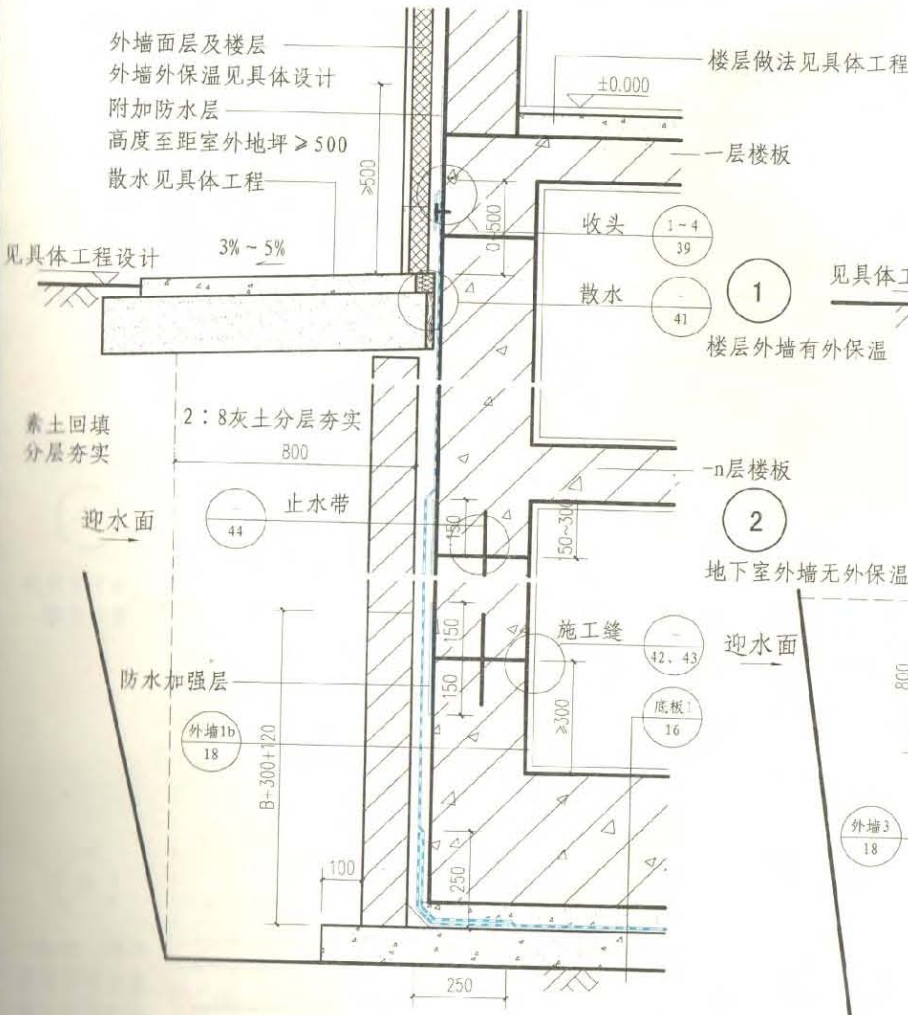 外墙面层及楼层
外墙外保温见具体设计
附加防水层
高度至距室外地坪≥500
散水见具体工程
楼层做法见具体工程
±0.000
一层楼板
≥500
0~500
收头
1~4
39
见具体工程设计
3%~5%
散水
-
41
1
见具体工
楼层外墙有外保温
素土回填
分层夯实
2:8灰土分层夯实
800
-n层楼板
迎水面
-
44
止水带
150
150~300
2
地下室外墙无外保温
150
施工缝
-
42、43
迎水面
防水加强层
150
≥300
底板1
16
800
外墙1b
18
B+300+120
外墙3
18
100
250
250